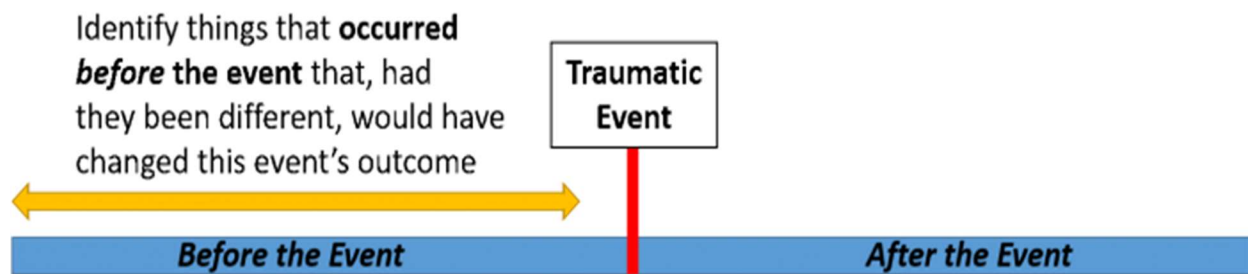 Identify things that occurred
before the event that, had
they been different, would have
changed this event's outcome
Traumatic
Event
Before the Event
After the Event